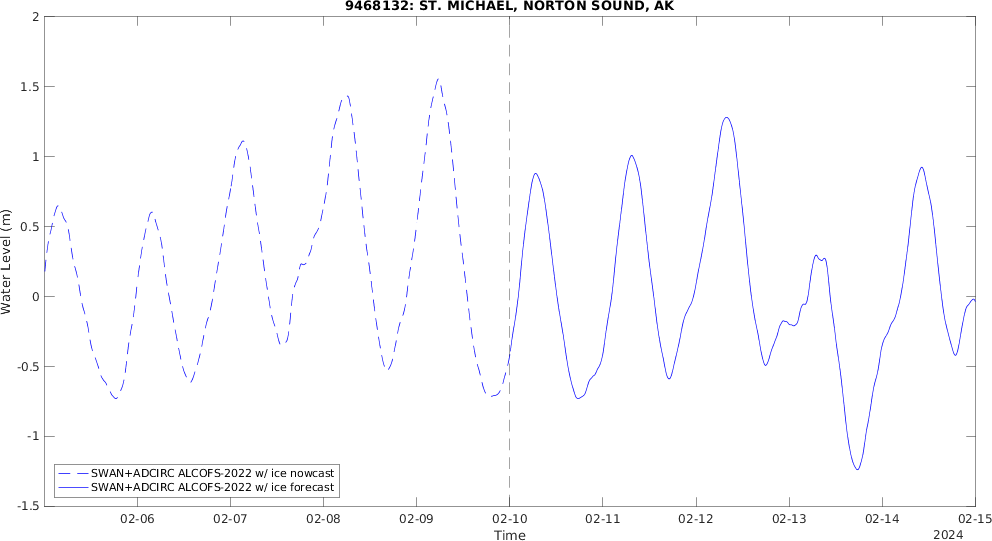 9468132: ST. MICHAEL, NORTON SOUND, AK
2
1.5
1
0.5
0
-0.5
-1
-1.5
Water Level (m)
SWAN+ADCIRC ALCOFS-2022 w/ ice nowcast
SWAN+ADCIRC ALCOFS-2022 w/ ice forecast
02-06 02-07 02-08 02-09 02-10 02-11 02-12 02-13 02-14 02-15
Time
2024